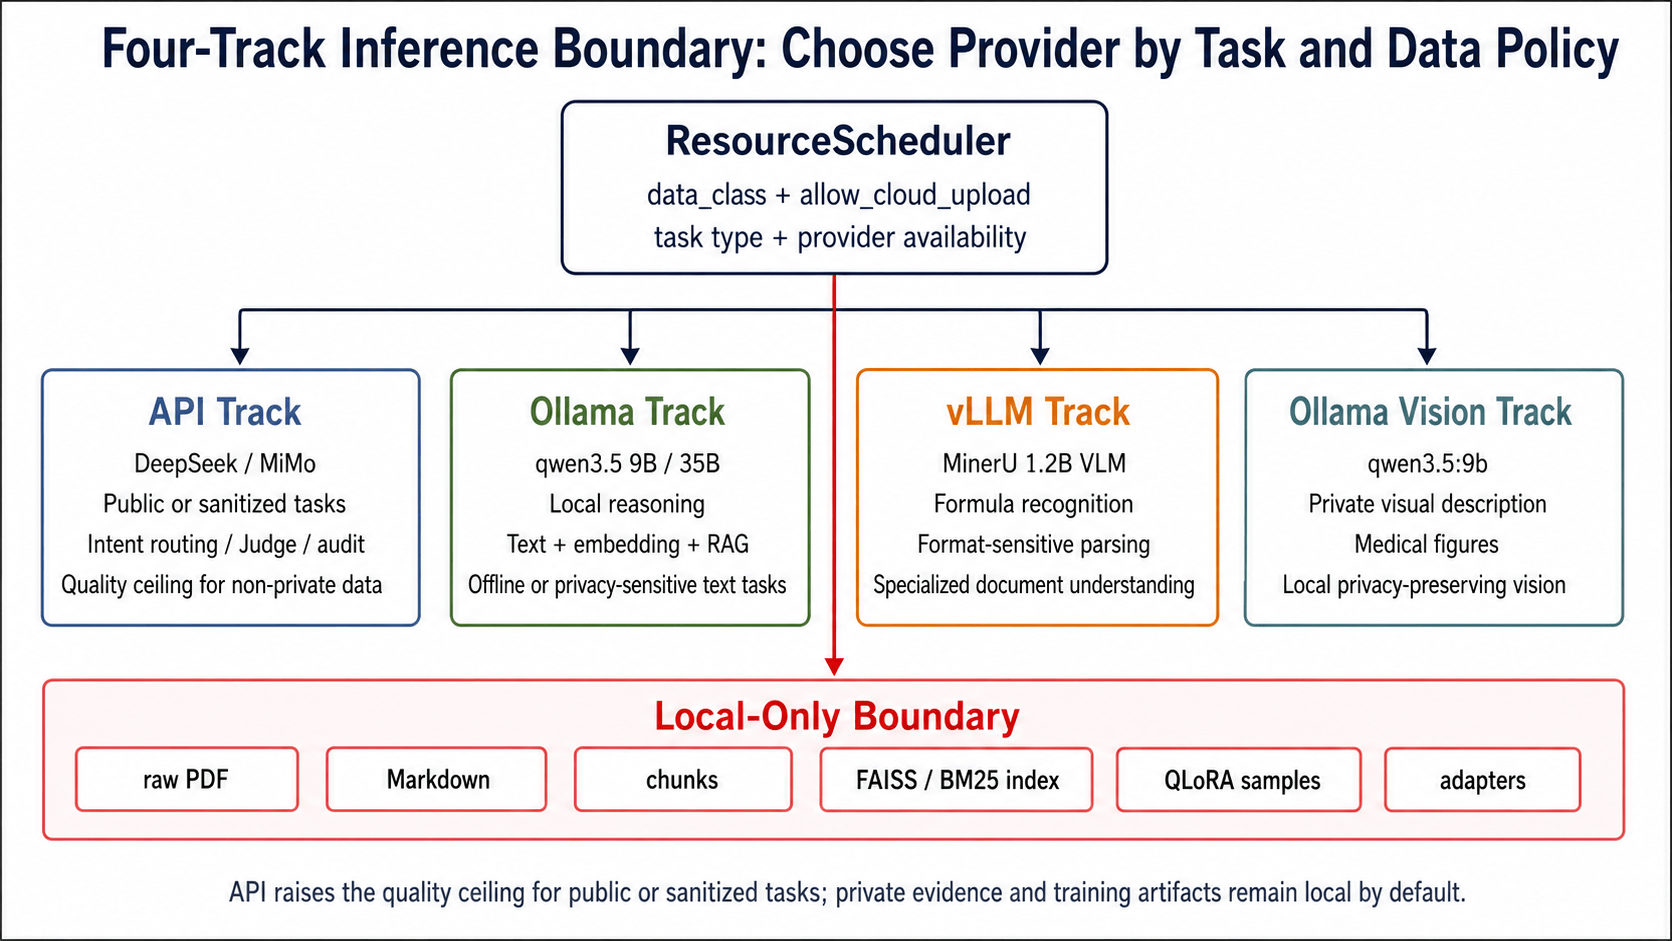 Four-Track Inference Boundary: Choose Provider by Task and Data Policy
ResourceScheduler
data_class + allow_cloud_upload
task type + provider availability
API Track
DeepSeek / MiMo
Public or sanitized tasks
Intent routing / Judge / audit
Quality ceiling for non-private data
Ollama Track
qwen3.5 9B / 35B
Local reasoning
Text + embedding + RAG
Offline or privacy-sensitive text tasks
vLLM Track
MinerU 1.2B VLM
Formula recognition
Format-sensitive parsing
Specialized document understanding
Ollama Vision Track
qwen3.5:9b
Private visual description
Medical figures
Local privacy-preserving vision
Local-Only Boundary
raw PDF
Markdown
chunks
FAISS / BM25 index
QLoRA samples
adapters
API raises the quality ceiling for public or sanitized tasks; private evidence and training artifacts remain local by default.